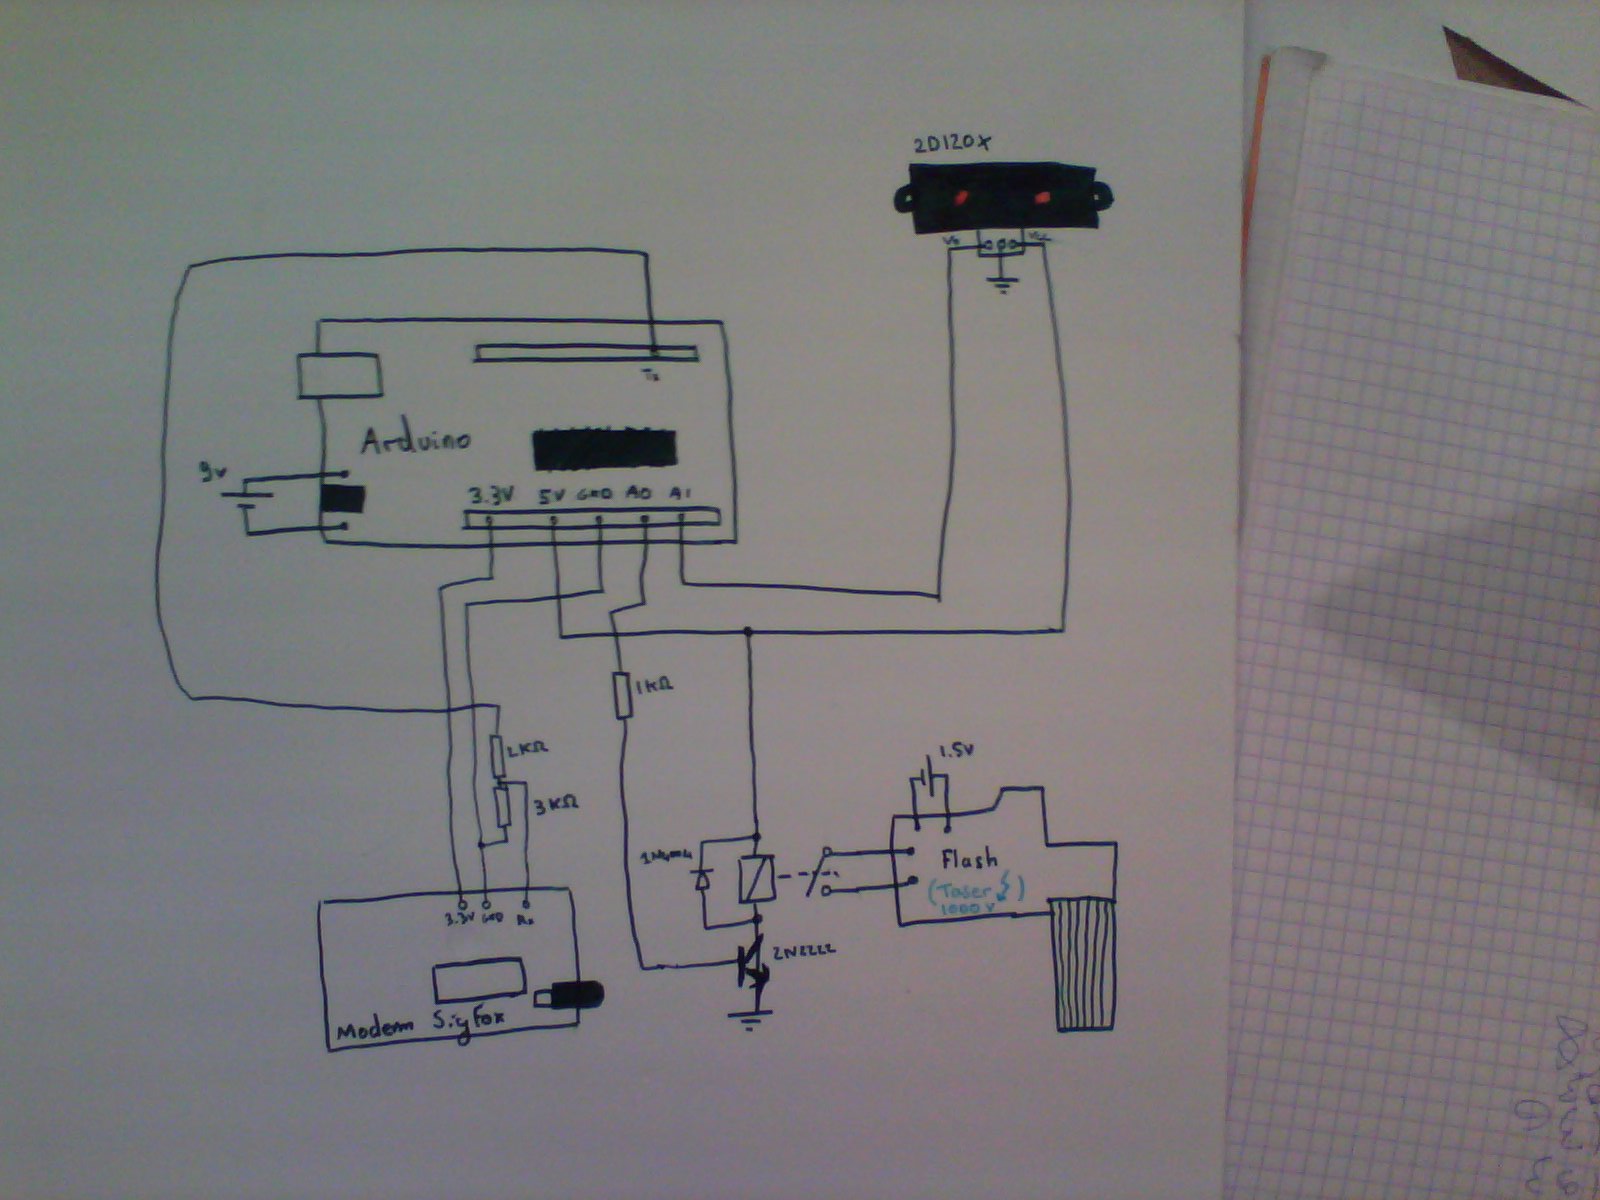 2D120X
Vo Vcc
Tx
Arduino
9v
3.3V 5V GND A0 A1
1KΩ
2KΩ
3KΩ
1.5V
Flash
(Taser)
1000 V
1N4004
2N2222
3.3V GND Rx
Modem SigFox